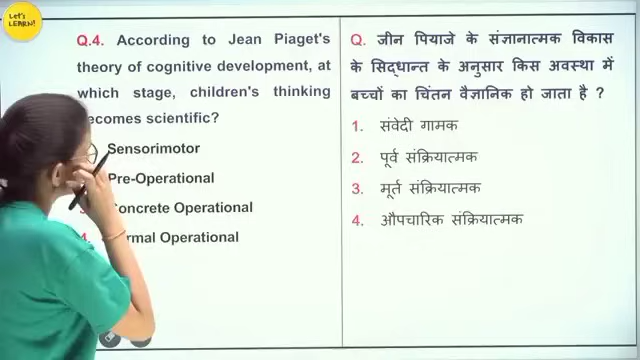 Let's
LEARN!
Q.4. According to Jean Piaget's
theory of cognitive development, at
which stage, children's thinking
ecomes scientific?
Sensorimotor
Pre-Operational
oncrete Operational
4. rmal Operational
Q. जीन पियाजे के संज्ञानात्मक विकास
के सिद्धान्त के अनुसार किस अवस्था में
बच्चों का चिंतन वैज्ञानिक हो जाता है ?
1. संवेदी गामक
2. पूर्व संक्रियात्मक
3. मूर्त संक्रियात्मक
4. औपचारिक संक्रियात्मक